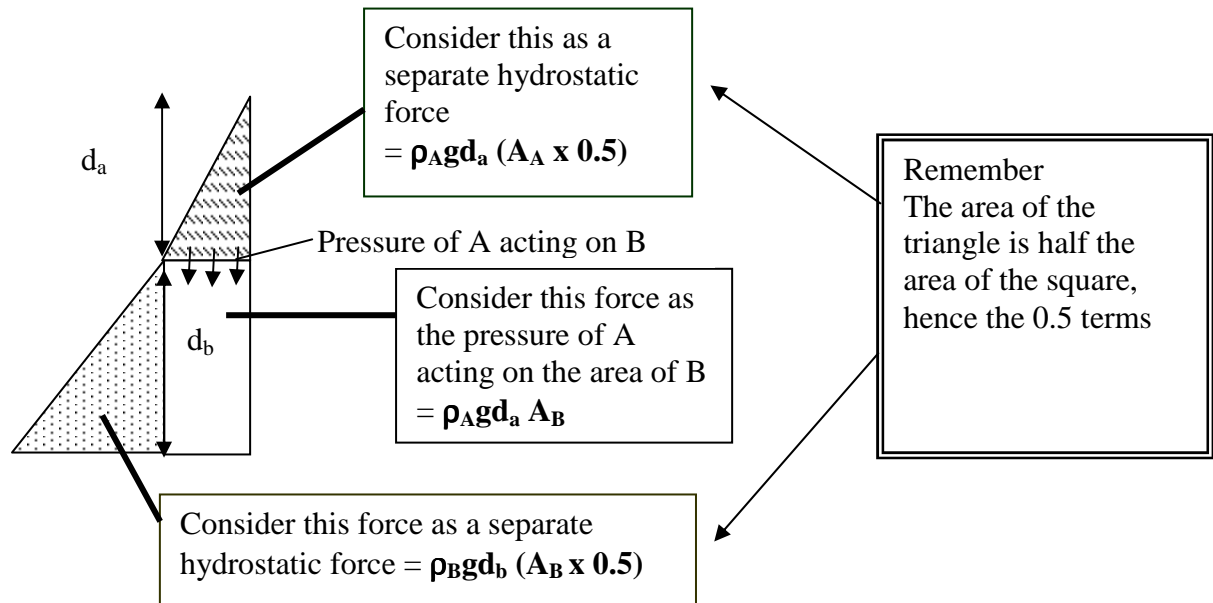 Consider this as a
separate hydrostatic
force
= ρAgda (AA x 0.5)
da
Pressure of A acting on B
Remember
The area of the
triangle is half the
area of the square,
hence the 0.5 terms
Consider this force as
the pressure of A
acting on the area of B
= ρAgda AB
db
Consider this force as a separate
hydrostatic force = ρBgdb (AB x 0.5)